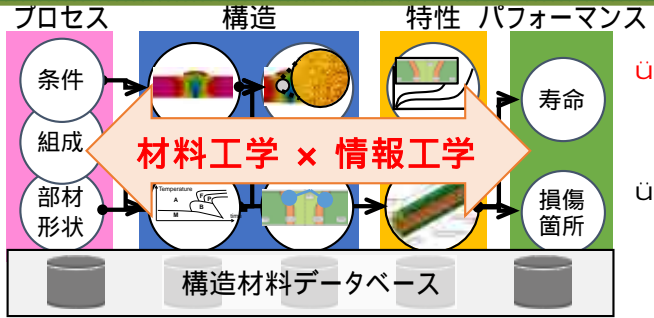 プロセス 構造 特性 パフォーマンス
条件
組成
部材
形状
材料工学 × 情報工学
Temperature
A
B
M
time
寿命
損傷
箇所
構造材料データベース
ü
ü